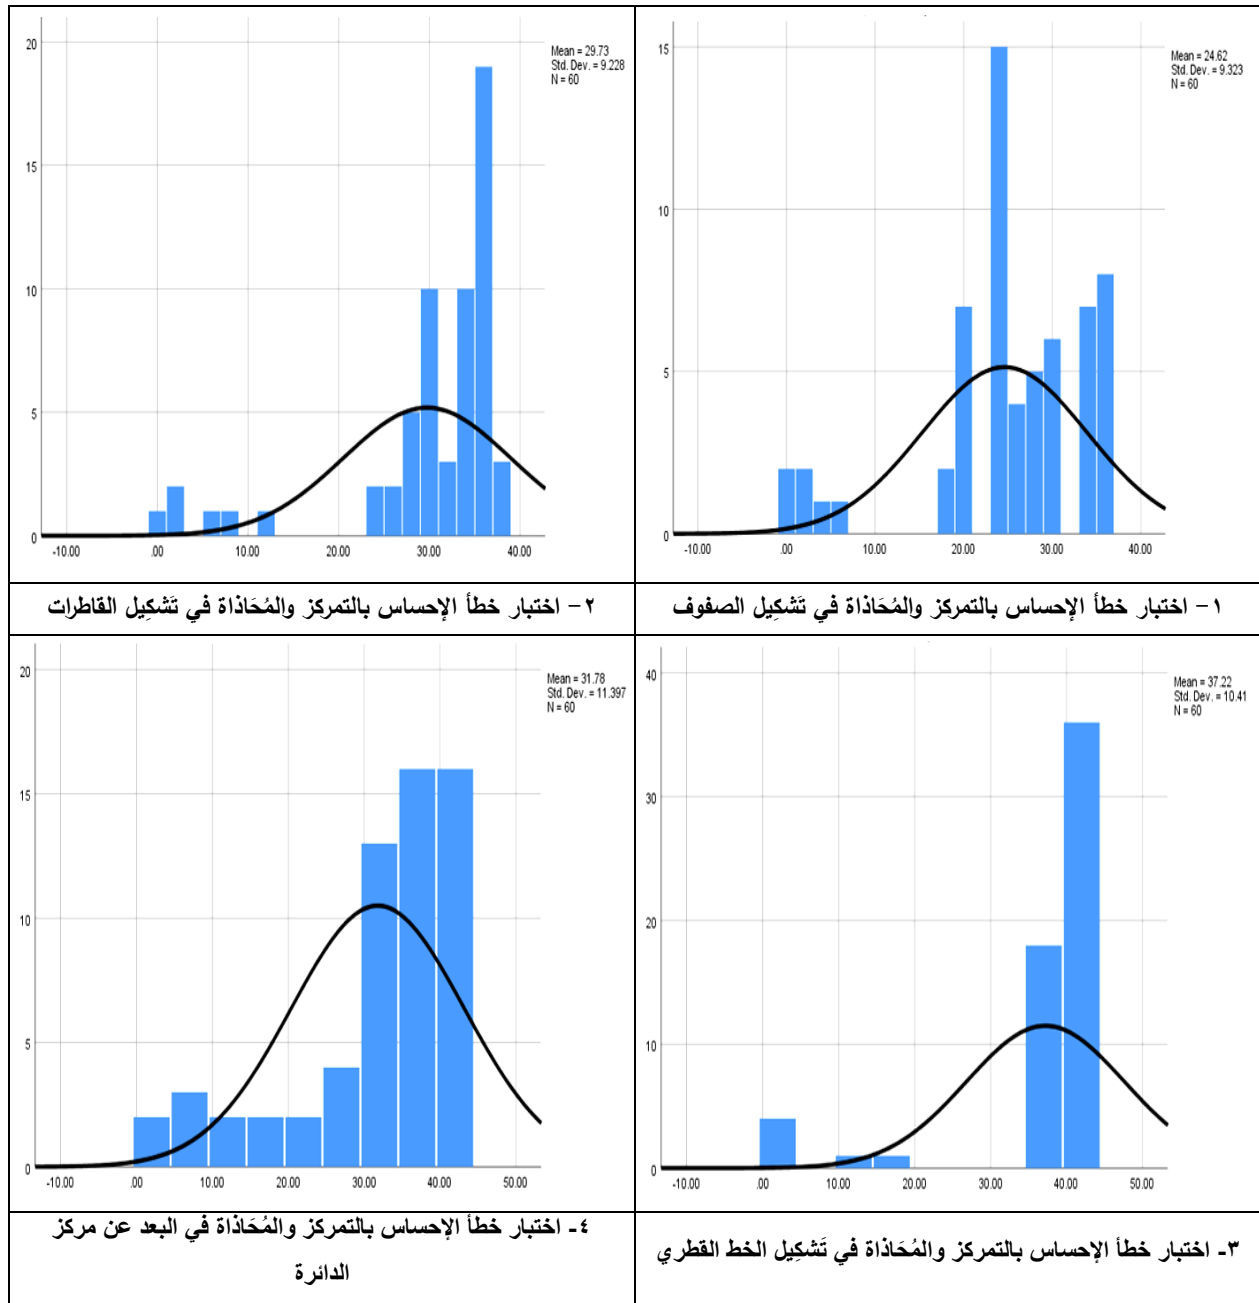 Mean = 24.62
Std. Dev. = 9.323
N = 60
15
10
5
0
-10.00 .00 10.00 20.00 30.00 40.00
١- اختبار خطأ الإحساس بالتمركز والمُحَاذاة في تَشكِيل الصفوف
Mean = 29.73
Std. Dev. = 9.228
N = 60
20
15
10
5
0
-10.00 .00 10.00 20.00 30.00 40.00
٢- اختبار خطأ الإحساس بالتمركز والمُحَاذاة في تَشكِيل القاطرات
Mean = 37.22
Std. Dev. = 10.41
N = 60
40
30
20
10
0
-10.00 .00 10.00 20.00 30.00 40.00 50.00
٣- اختبار خطأ الإحساس بالتمركز والمُحَاذاة في تَشكِيل الخط القطري
Mean = 31.78
Std. Dev. = 11.397
N = 60
20
15
10
5
0
-10.00 .00 10.00 20.00 30.00 40.00 50.00
٤- اختبار خطأ الإحساس بالتمركز والمُحَاذاة في البعد عن مركز
الدائرة